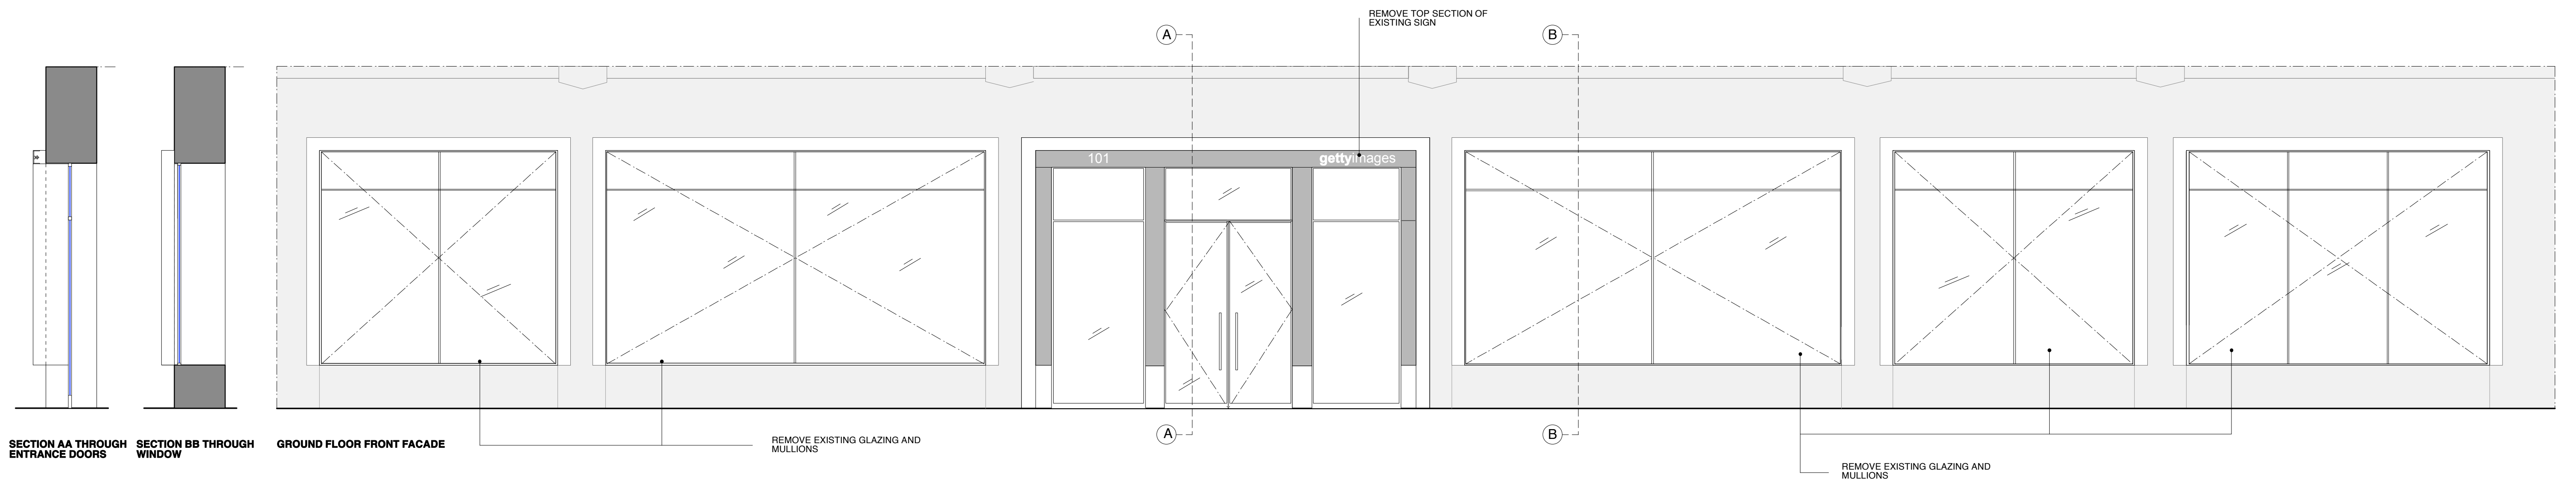 REMOVE TOP SECTION OF
EXISTING SIGN
A
B
101
gettyimages
A
B
SECTION AA THROUGH
ENTRANCE DOORS
SECTION BB THROUGH
WINDOW
GROUND FLOOR FRONT FACADE
REMOVE EXISTING GLAZING AND
MULLIONS
REMOVE EXISTING GLAZING AND
MULLIONS